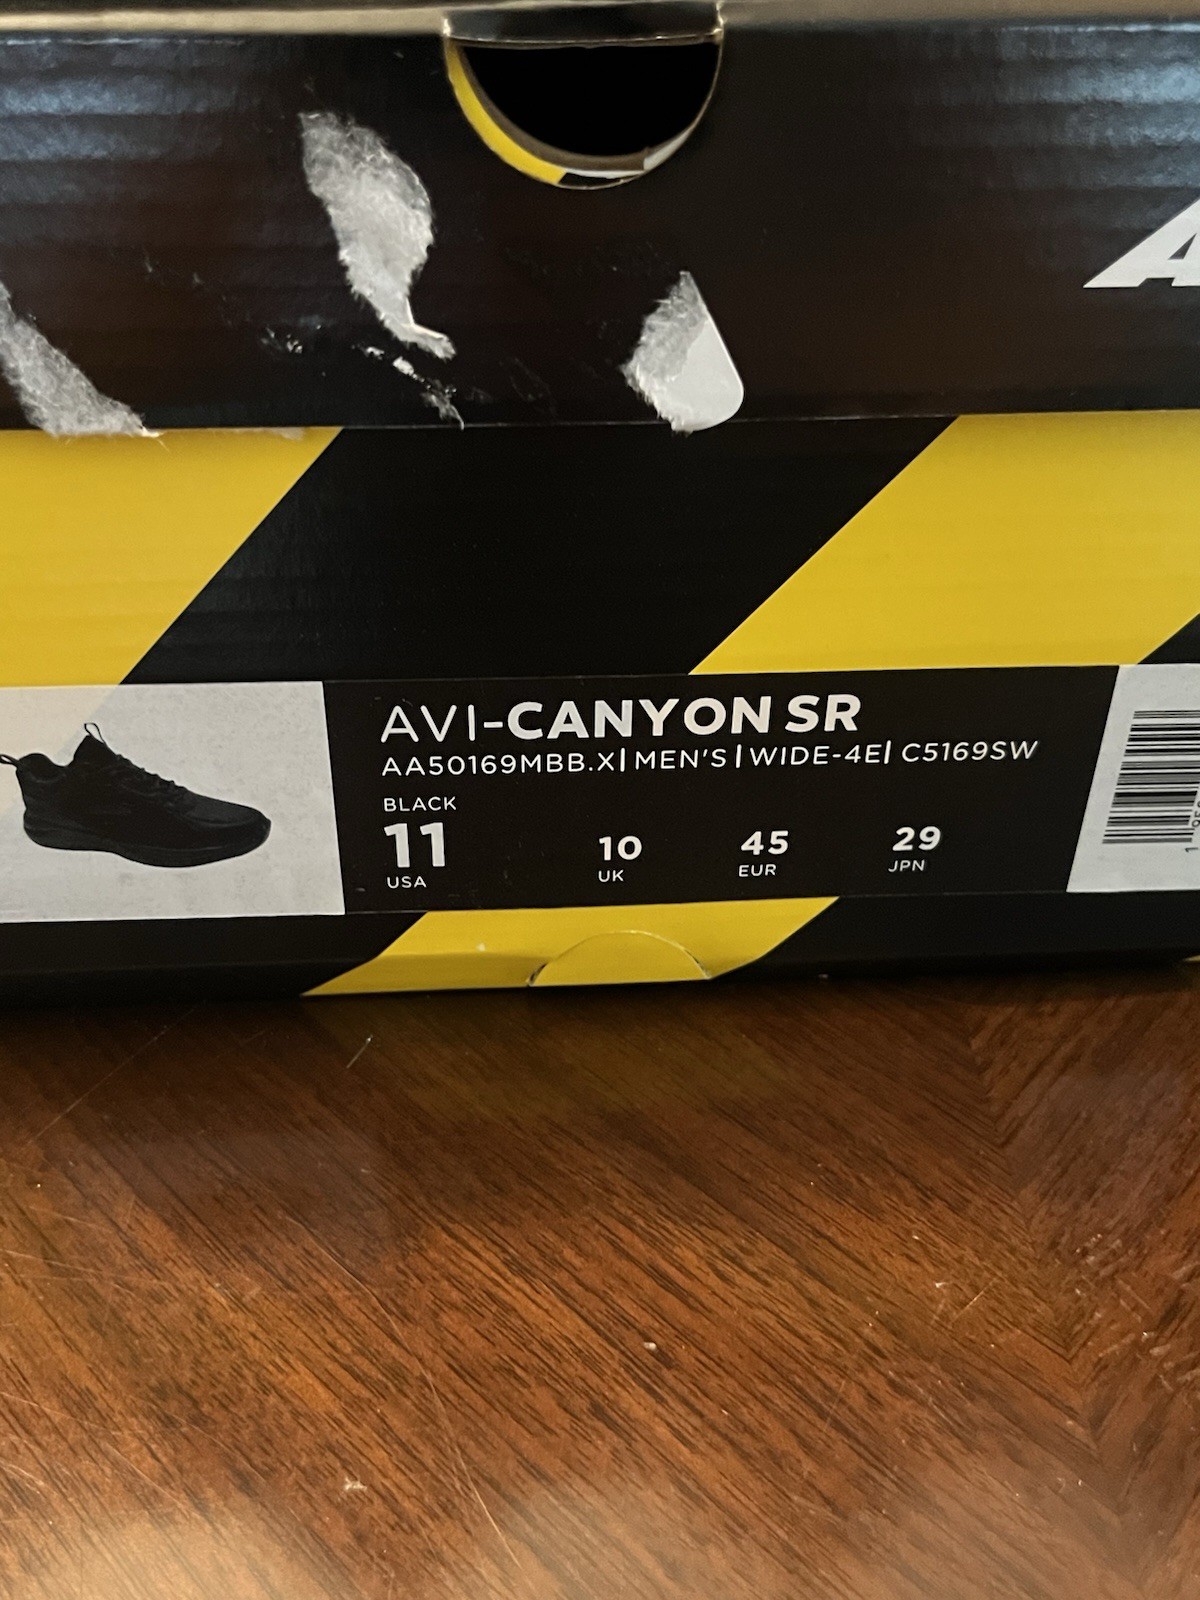 AVI-CANYON SR
AA50169MBB.X|MEN'S|WIDE-4E|C5169SW
BLACK
11 10 45 29
USA UK EUR JPN